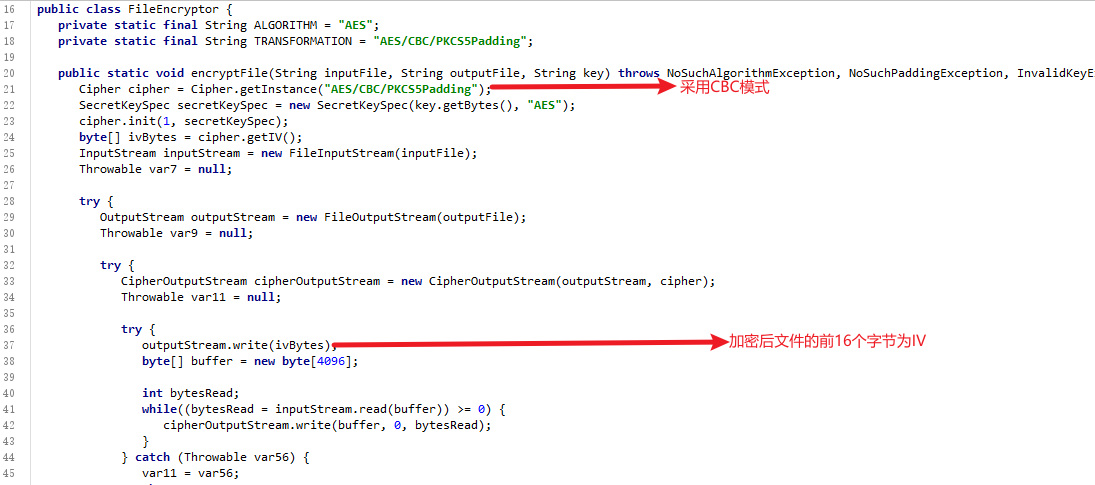 16 public class FileEncryptor {
17 private static final String ALGORITHM = "AES";
18 private static final String TRANSFORMATION = "AES/CBC/PKCS5Padding";
19
20 public static void encryptFile(String inputFile, String outputFile, String key) throws NoSuchAlgorithmException, NoSuchPaddingException, InvalidKeyE
21 Cipher cipher = Cipher.getInstance("AES/CBC/PKCS5Padding"); 采用CBC模式
22 SecretKeySpec secretKeySpec = new SecretKeySpec(key.getBytes(), "AES");
23 cipher.init(1, secretKeySpec);
24 byte[] ivBytes = cipher.getIV();
25 InputStream inputStream = new FileInputStream(inputFile);
26 Throwable var7 = null;
27
28 try {
29 OutputStream outputStream = new FileOutputStream(outputFile);
30 Throwable var9 = null;
31
32 try {
33 CipherOutputStream cipherOutputStream = new CipherOutputStream(outputStream, cipher);
34 Throwable var11 = null;
35
36 try {
37 outputStream.write(ivBytes); 加密后文件的前16个字节为IV
38 byte[] buffer = new byte[4096];
39
40 int bytesRead;
41 while((bytesRead = inputStream.read(buffer)) >= 0) {
42 cipherOutputStream.write(buffer, 0, bytesRead);
43 }
44 } catch (Throwable var56) {
45 var11 = var56;